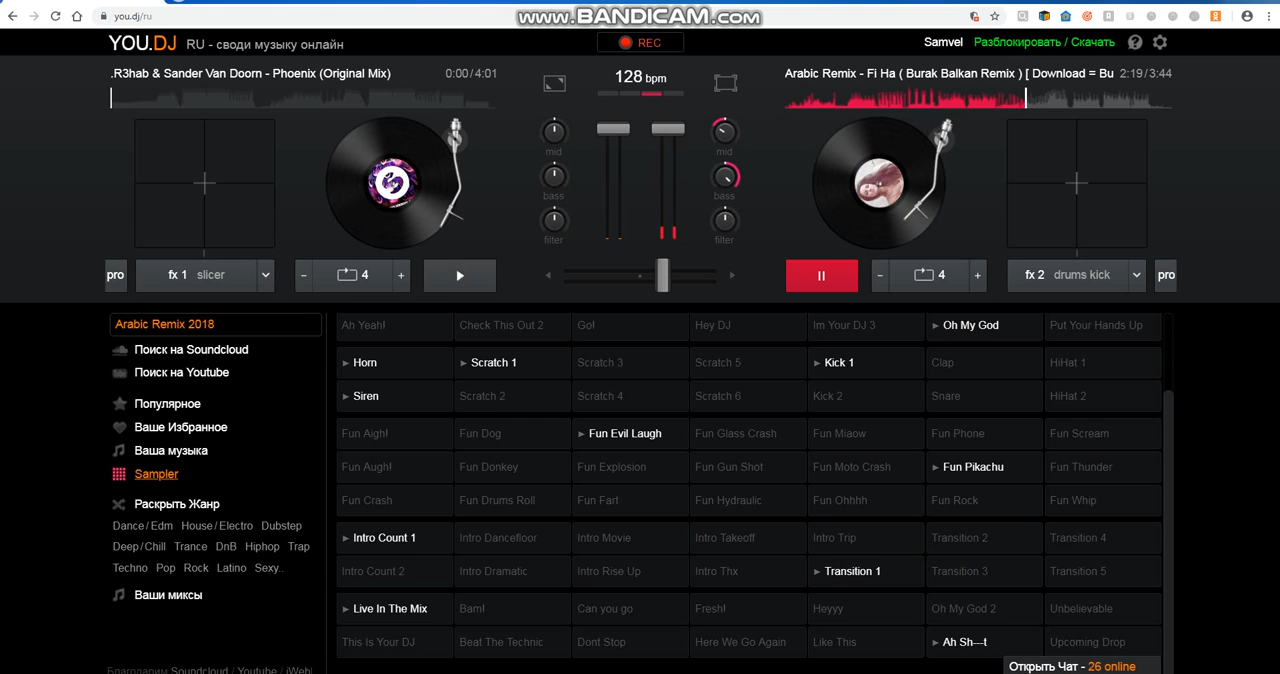 you.dj/ru
www.BANDICAM.com
YOU.DJ RU - своди музыку онлайн
REC
Samvel Разблокировать / Скачать
.R3hab & Sander Van Doorn - Phoenix (Original Mix) 0:00/4:01
128 bpm
Arabic Remix - Fi Ha ( Burak Balkan Remix ) [ Download = Bu 2:19/3:44
mid mid
bass bass
filter filter
pro fx 1 slicer - 4 +
- 4 + fx 2 drums kick pro
Arabic Remix 2018
Поиск на Soundcloud
Поиск на Youtube
Популярное
Ваше Избранное
Ваша музыка
Sampler
Раскрыть Жанр
Dance/Edm House/Electro Dubstep
Deep/Chill Trance DnB Hiphop Trap
Techno Pop Rock Latino Sexy..
Ваши миксы
Благодарим Soundcloud / Youtube / iWebl
Ah Yeah! Check This Out 2 Go! Hey DJ Im Your DJ 3 Oh My God Put Your Hands Up
Horn Scratch 1 Scratch 3 Scratch 5 Kick 1 Clap HiHat 1
Siren Scratch 2 Scratch 4 Scratch 6 Kick 2 Snare HiHat 2
Fun Aigh! Fun Dog Fun Evil Laugh Fun Glass Crash Fun Miaow Fun Phone Fun Scream
Fun Augh! Fun Donkey Fun Explosion Fun Gun Shot Fun Moto Crash Fun Pikachu Fun Thunder
Fun Crash Fun Drums Roll Fun Fart Fun Hydraulic Fun Ohhhh Fun Rock Fun Whip
Intro Count 1 Intro Dancefloor Intro Movie Intro Takeoff Intro Trip Transition 2 Transition 4
Intro Count 2 Intro Dramatic Intro Rise Up Intro Thx Transition 1 Transition 3 Transition 5
Live In The Mix Bam! Can you go Fresh! Heyyy Oh My God 2 Unbelievable
This Is Your DJ Beat The Technic Dont Stop Here We Go Again Like This Ah Sh---t Upcoming Drop
Открыть Чат - 26 online